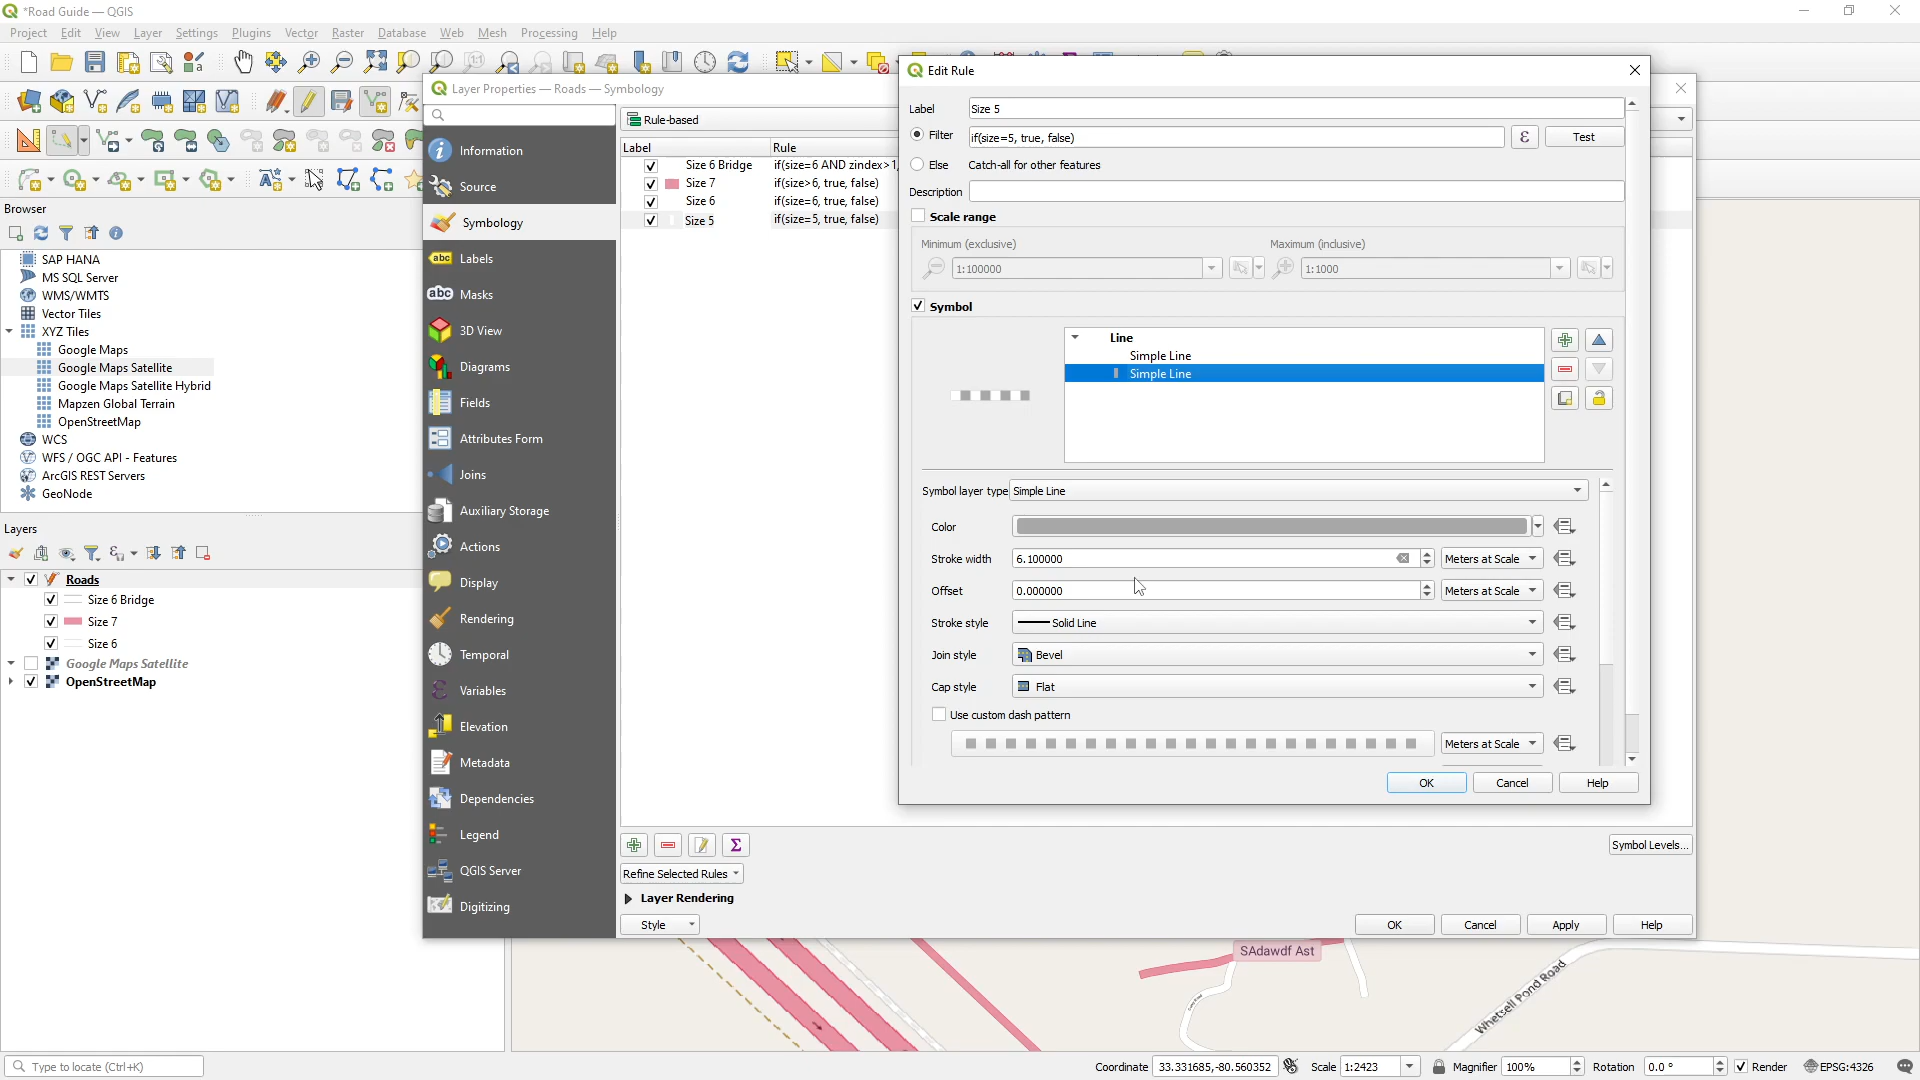 *Road Guide — QGIS
Project Edit View Layer Settings Plugins Vector Raster Database Web Mesh Processing Help
Browser
SAP HANA
MS SQL Server
WMS/WMTS
Vector Tiles
XYZ Tiles
Google Maps
Google Maps Satellite
Google Maps Satellite Hybrid
Mapzen Global Terrain
OpenStreetMap
WCS
WFS / OGC API - Features
ArcGIS REST Servers
GeoNode
Layers
Roads
Size 6 Bridge
Size 7
Size 6
Google Maps Satellite
OpenStreetMap
Layer Properties — Roads — Symbology
Information
Source
Symbology
abc Labels
abc Masks
3D View
Diagrams
Fields
Attributes Form
Joins
Auxiliary Storage
Actions
Display
Rendering
Temporal
Variables
Elevation
Metadata
Dependencies
Legend
QGIS Server
Digitizing
Rule-based
Label Rule
Size 6 Bridge if(size=6 AND zindex>1,
Size 7 if(size>6, true, false)
Size 6 if(size=6, true, false)
Size 5 if(size=5, true, false)
Symbol Levels...
Refine Selected Rules
Layer Rendering
Style OK Cancel Apply Help
Edit Rule
Label Size 5
Filter if(size=5, true, false) ε Test
Else Catch-all for other features
Description
Scale range
Minimum (exclusive) Maximum (inclusive)
1:100000 1:1000
Symbol
Line
Simple Line
Simple Line
Symbol layer type Simple Line
Color
Stroke width 6.100000 Meters at Scale
Offset 0.000000 Meters at Scale
Stroke style Solid Line
Join style Bevel
Cap style Flat
Use custom dash pattern
Meters at Scale
OK Cancel Help
SAdawdf Ast
Whetsell Pond Road
Type to locate (Ctrl+K) Coordinate 33.331685,-80.560352 Scale 1:2423 Magnifier 100% Rotation 0.0 ° Render EPSG:4326